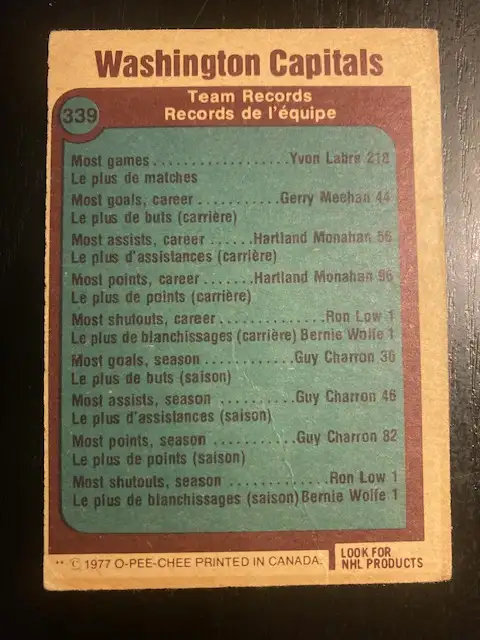 Washington Capitals
339
Team Records
Records de l'équipe
Most games..................Yvon Labre 218
Le plus de matches
Most goals, career...........Gerry Meehan 44
Le plus de buts (carrière)
Most assists, career......Hartland Monahan 56
Le plus d'assistances (carrière)
Most points, career.......Hartland Monahan 96
Le plus de points (carrière)
Most shutouts, career..............Ron Low 1
Le plus de blanchissages (carrière) Bernie Wolfe 1
Most goals, season............Guy Charron 36
Le plus de buts (saison)
Most assists, season..........Guy Charron 46
Le plus d'assistances (saison)
Most points, season...........Guy Charron 82
Le plus de points (saison)
Most shutouts, season.............Ron Low 1
Le plus de blanchissages (saison) Bernie Wolfe 1
** © 1977 O-PEE-CHEE PRINTED IN CANADA.
LOOK FOR
NHL PRODUCTS